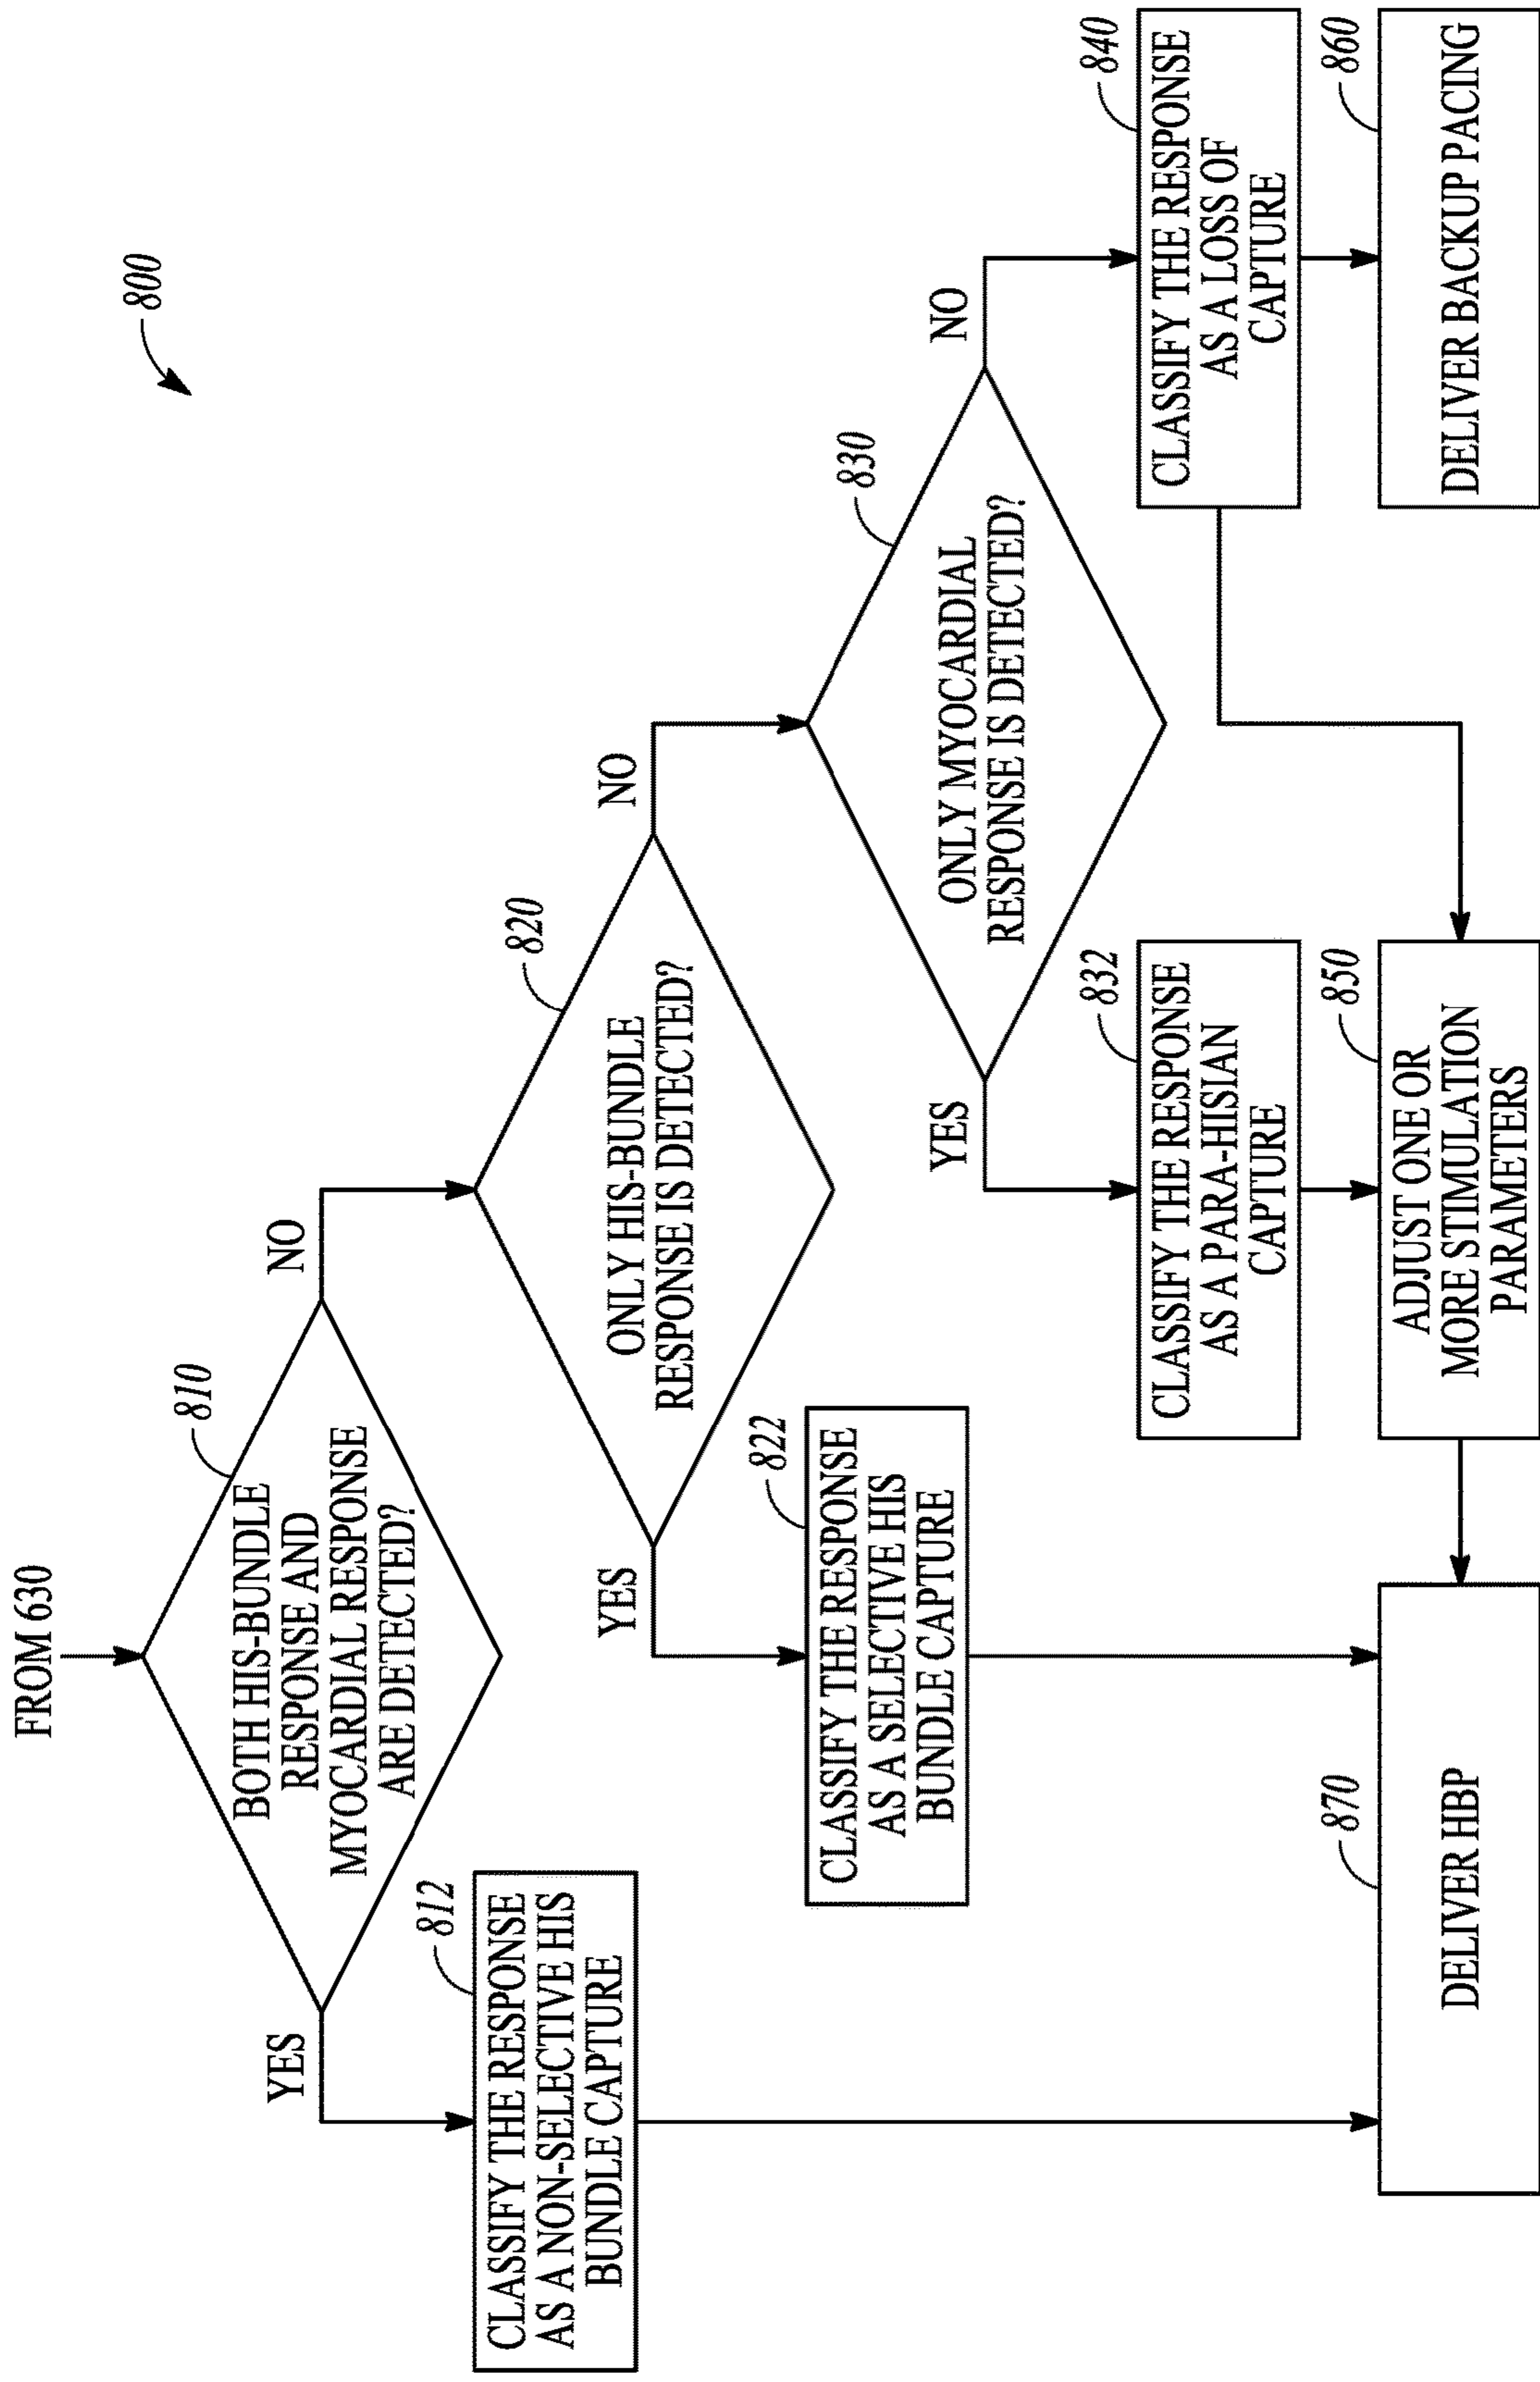 800
FROM 630
810
BOTH HIS-BUNDLE
RESPONSE AND
MYOCARDIAL RESPONSE
ARE DETECTED?
YES
NO
812
CLASSIFY THE RESPONSE
AS A NON-SELECTIVE HIS
BUNDLE CAPTURE
820
ONLY HIS-BUNDLE
RESPONSE IS DETECTED?
YES
NO
822
CLASSIFY THE RESPONSE
AS A SELECTIVE HIS
BUNDLE CAPTURE
830
ONLY MYOCARDIAL
RESPONSE IS DETECTED?
YES
NO
832
CLASSIFY THE RESPONSE
AS A PARA-HISIAN
CAPTURE
840
CLASSIFY THE RESPONSE
AS A LOSS OF
CAPTURE
870
DELIVER HBP
850
ADJUST ONE OR
MORE STIMULATION
PARAMETERS
860
DELIVER BACKUP PACING